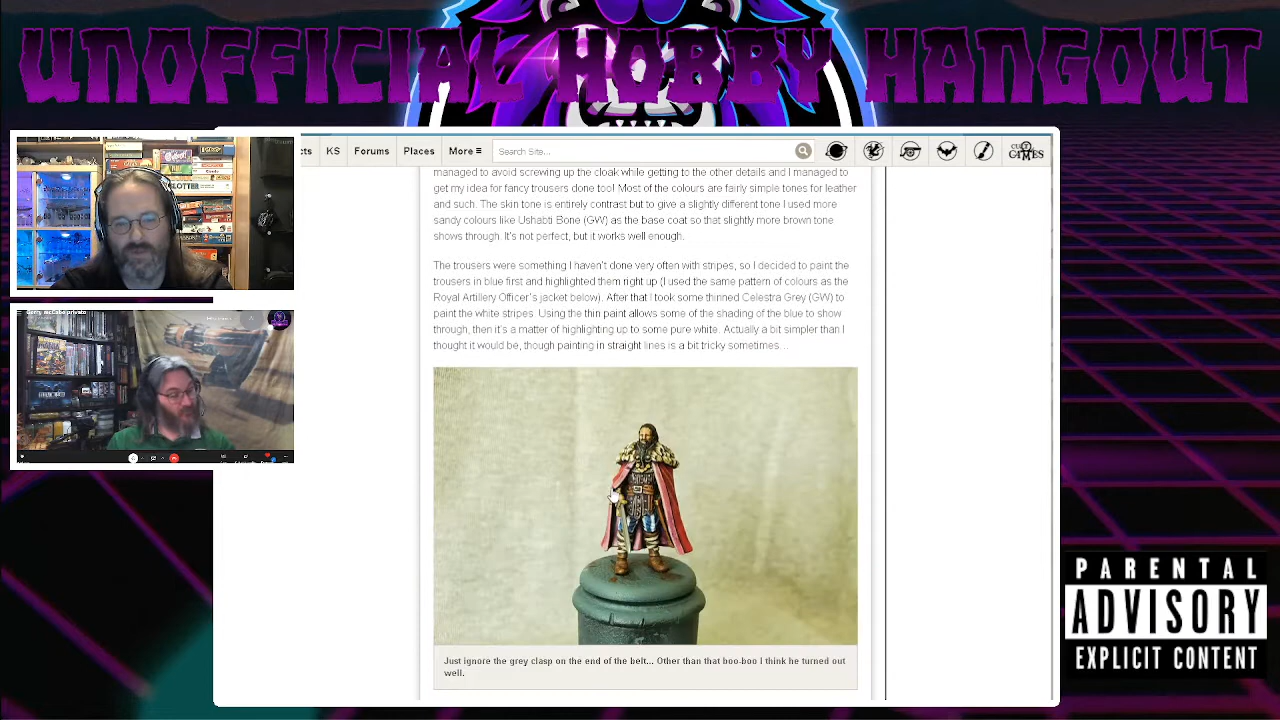 UNOFFICIAL HOBBY HANGOUT
cts KS Forums Places More ≡ Search Site... GAMES
managed to avoid screwing up the cloak while getting to the other details and I managed to
get my idea for fancy trousers done too! Most of the colours are fairly simple tones for leather
and such. The skin tone is entirely contrast but to give a slightly different tone I used more
sandy colours like Ushabti Bone (GW) as the base coat so that slightly more brown tone
shows through. It's not perfect, but it works well enough.
The trousers were something I haven't done very often with stripes, so I decided to paint the
trousers in blue first and highlighted them right up (I used the same pattern of colours as the
Royal Artillery Officer's jacket below). After that I took some thinned Celestra Grey (GW) to
paint the white stripes. Using the thin paint allows some of the shading of the blue to show
through, then it's a matter of highlighting up to some pure white. Actually a bit simpler than I
thought it would be, though painting in straight lines is a bit tricky sometimes...
Just ignore the grey clasp on the end of the belt... Other than that boo-boo I think he turned out
well.
Gerry McCabe privato
PARENTAL
ADVISORY
EXPLICIT CONTENT